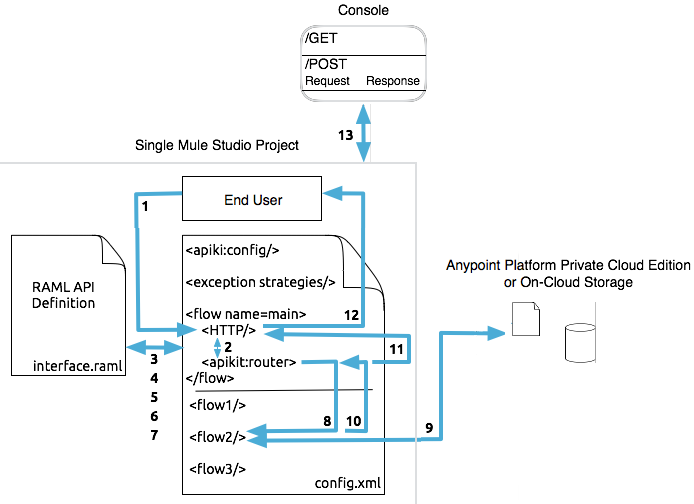 Console
/GET
/POST
Request Response
13
Single Mule Studio Project
1
End User
RAML API
Definition
interface.raml
<apiki:config/>
<exception strategies/>
<flow name=main>
<HTTP/>
12
2
<apikit:router>
11
</flow>
3
4
5
6
7
<flow1/>
8
10
<flow2/>
9
<flow3/>
config.xml
Anypoint Platform Private Cloud Edition
or On-Cloud Storage